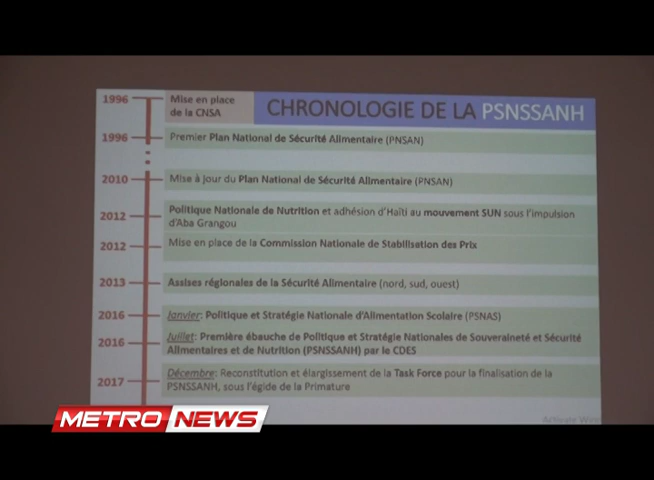 1996
Mise en place
de la CNSA
CHRONOLOGIE DE LA PSNSSANH
1996
Premier Plan National de Sécurité Alimentaire (PNSAN)
2010
Mise à jour du Plan National de Sécurité Alimentaire (PNSAN)
2012
Politique Nationale de Nutrition et adhésion d'Haïti au mouvement SUN sous l'impulsion
d'Aba Grangou
2012
Mise en place de la Commission Nationale de Stabilisation des Prix
2013
Assises régionales de la Sécurité Alimentaire (nord, sud, ouest)
2016
Janvier: Politique et Stratégie Nationale d'Alimentation Scolaire (PSNAS)
2016
Juillet: Première ébauche de Politique et Stratégie Nationales de Souveraineté et Sécurité
Alimentaires et de Nutrition (PSNSSANH) par le CDES
2017
Décembre: Reconstitution et élargissement de la Task Force pour la finalisation de la
PSNSSANH, sous l'égide de la Primature
METRO NEWS